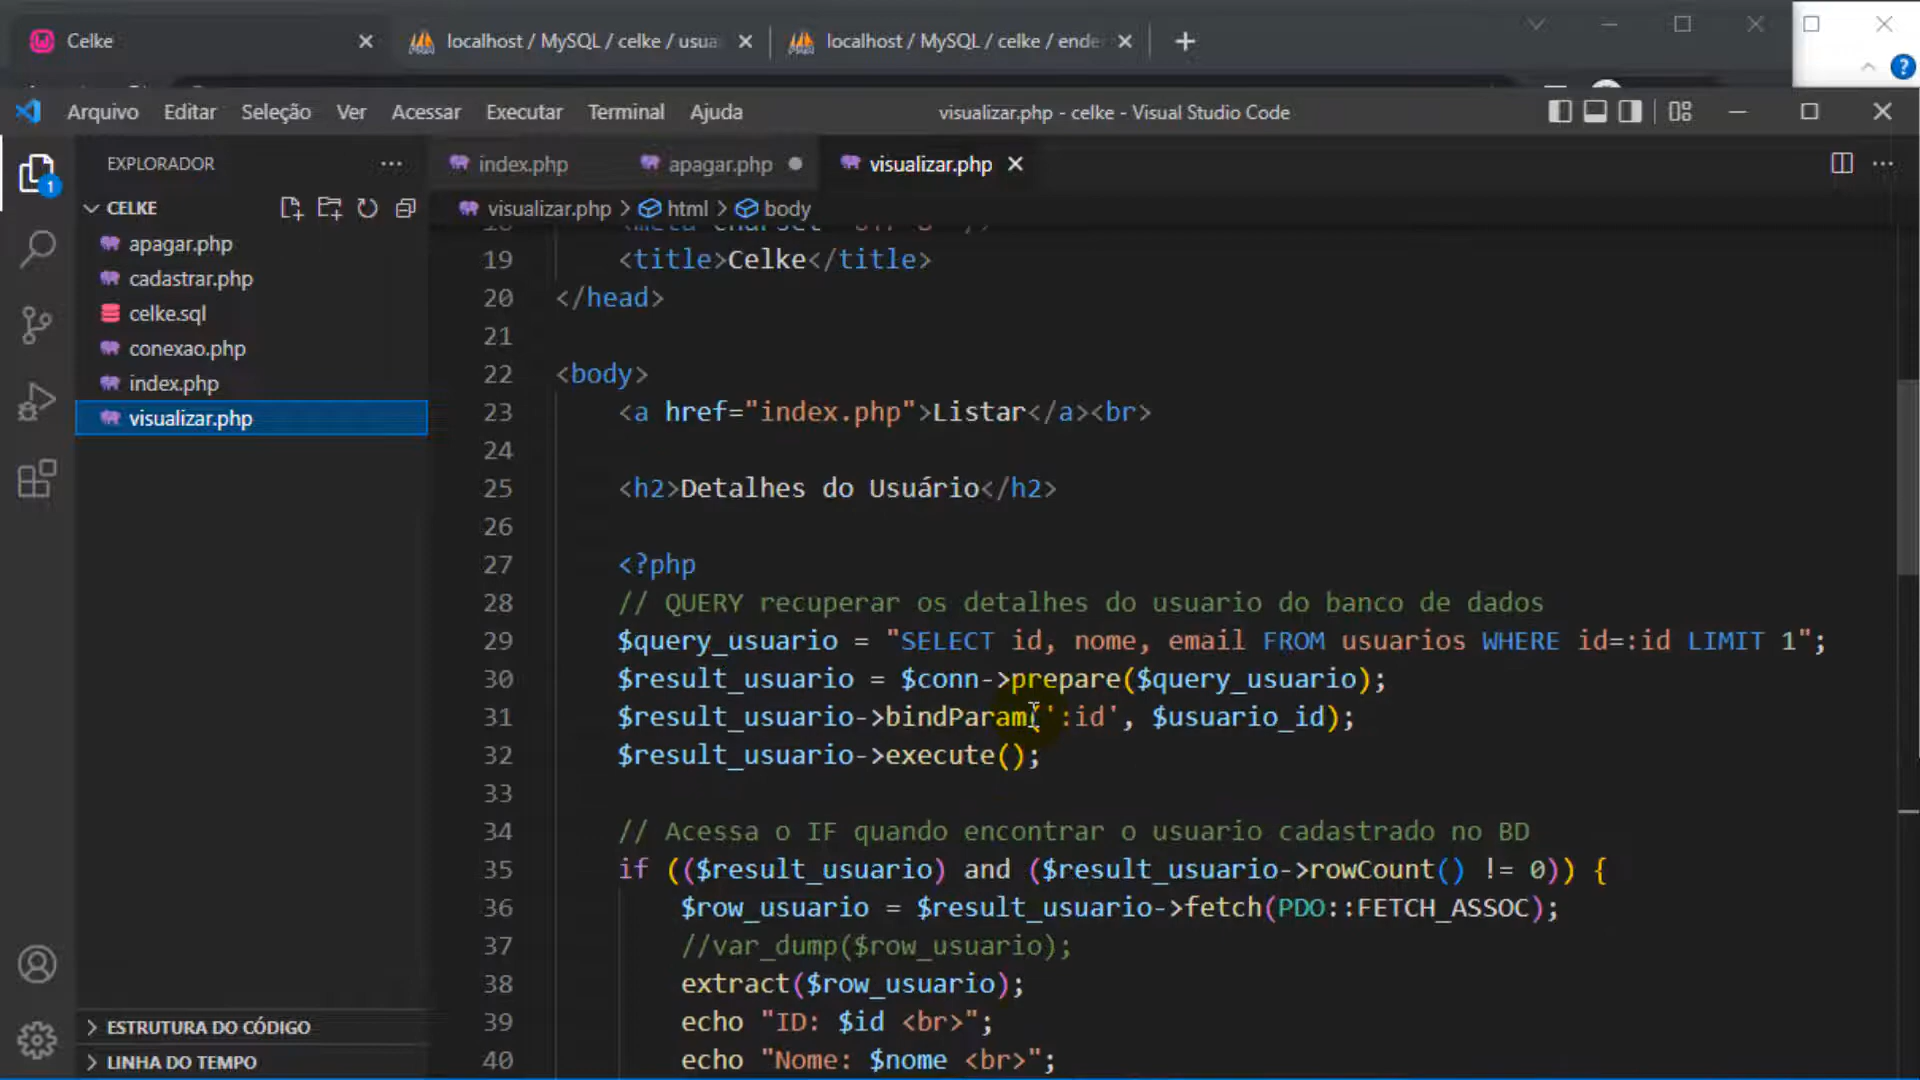 Celke
localhost / MySQL / celke / usua
localhost / MySQL / celke / ende
Arquivo Editar Seleção Ver Acessar Executar Terminal Ajuda
visualizar.php - celke - Visual Studio Code
EXPLORADOR
index.php
apagar.php
visualizar.php
CELKE
visualizar.php > html > body
1
apagar.php
cadastrar.php
celke.sql
conexao.php
index.php
visualizar.php
ESTRUTURA DO CÓDIGO
LINHA DO TEMPO
19 <title>Celke</title>
20 </head>
21
22 <body>
23 <a href="index.php">Listar</a><br>
24
25 <h2>Detalhes do Usuário</h2>
26
27 <?php
28 // QUERY recuperar os detalhes do usuario do banco de dados
29 $query_usuario = "SELECT id, nome, email FROM usuarios WHERE id=:id LIMIT 1";
30 $result_usuario = $conn->prepare($query_usuario);
31 $result_usuario->bindParam(':id', $usuario_id);
32 $result_usuario->execute();
33
34 // Acessa o IF quando encontrar o usuario cadastrado no BD
35 if (($result_usuario) and ($result_usuario->rowCount() != 0)) {
36 $row_usuario = $result_usuario->fetch(PDO::FETCH_ASSOC);
37 //var_dump($row_usuario);
38 extract($row_usuario);
39 echo "ID: $id <br>";
40 echo "Nome: $nome <br>";